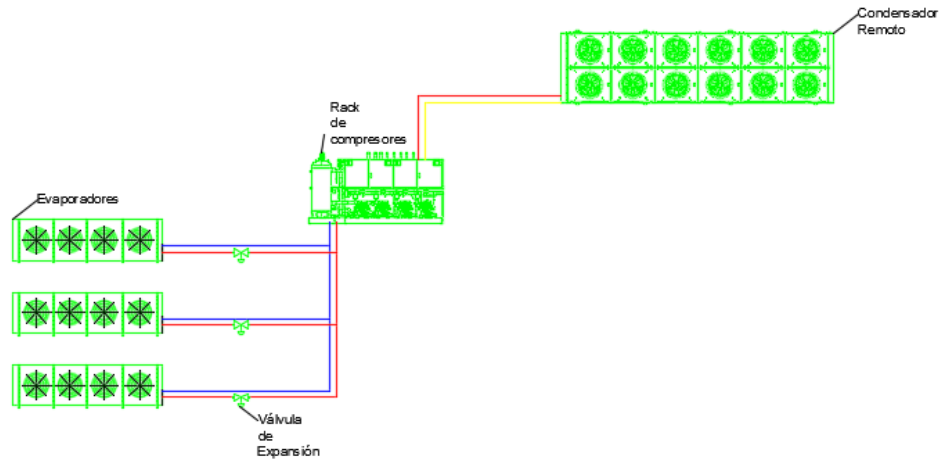 Condensador
Remoto
Rack
de
compresores
Evaporadores
Válvula
de
Expansión